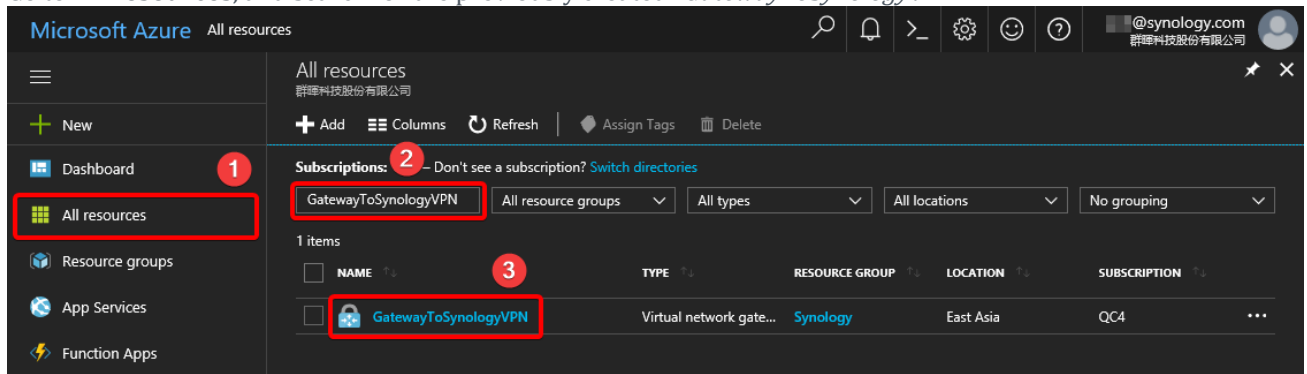 Microsoft Azure All resources
@synology.com
群暉科技股份有限公司
All resources
群暉科技股份有限公司
New
Add Columns Refresh Assign Tags Delete
Dashboard
1
Subscriptions: 2 – Don't see a subscription? Switch directories
All resources
GatewayToSynologyVPN All resource groups All types All locations No grouping
1 items
Resource groups
3
NAME TYPE RESOURCE GROUP LOCATION SUBSCRIPTION
App Services
GatewayToSynologyVPN Virtual network gate... Synology East Asia QC4 ...
Function Apps